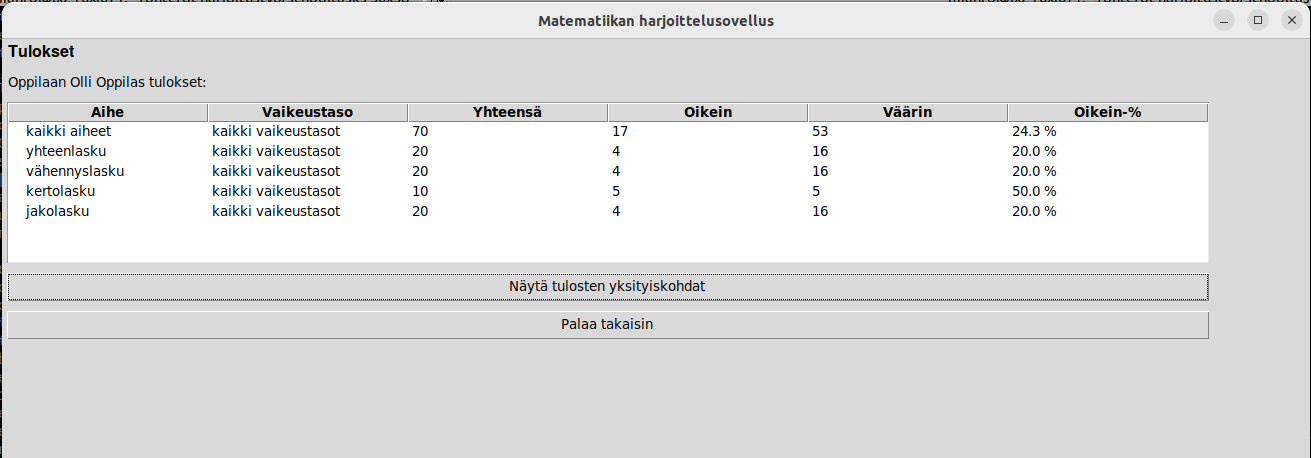 Matematiikan harjoittelusovellus
Tulokset
Oppilaan Olli Oppilas tulokset:
Aihe Vaikeustaso Yhteensä Oikein Väärin Oikein-%
kaikki aiheet kaikki vaikeustasot 70 17 53 24.3 %
yhteenlasku kaikki vaikeustasot 20 4 16 20.0 %
vähennyslasku kaikki vaikeustasot 20 4 16 20.0 %
kertolasku kaikki vaikeustasot 10 5 5 50.0 %
jakolasku kaikki vaikeustasot 20 4 16 20.0 %
Näytä tulosten yksityiskohdat
Palaa takaisin